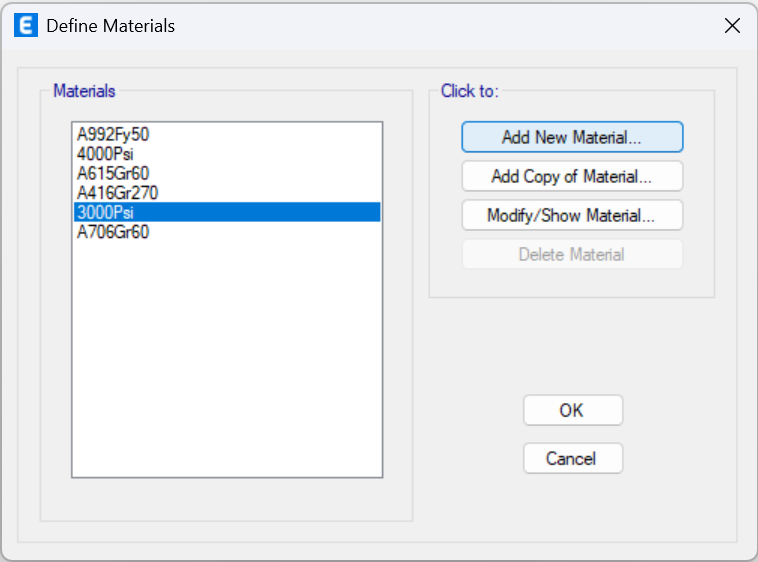 Define Materials
Materials
A992Fy50
4000Psi
A615Gr60
A416Gr270
3000Psi
A706Gr60
Click to:
Add New Material...
Add Copy of Material...
Modify/Show Material...
Delete Material
OK
Cancel